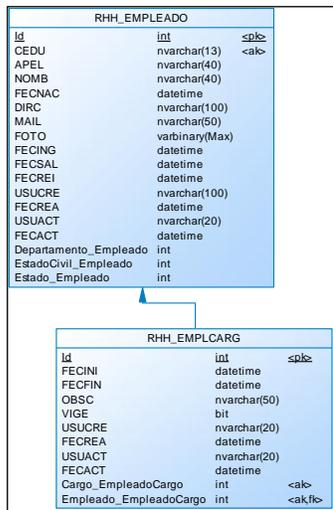 RHH_EMPLEADO
Id int <pk>
CEDU nvarchar(13) <ak>
APEL nvarchar(40)
NOMB nvarchar(40)
FECNAC datetime
DIRC nvarchar(100)
MAIL nvarchar(50)
FOTO varbinary(Max)
FECING datetime
FECSAL datetime
FECREI datetime
USUCRE nvarchar(100)
FECREA datetime
USUACT nvarchar(20)
FECACT datetime
Departamento_Empleado int
EstadoCivil_Empleado int
Estado_Empleado int
RHH_EMPLCARG
Id int <pk>
FECINI datetime
FECFIN datetime
OBSC nvarchar(50)
VIGE bit
USUCRE nvarchar(20)
FECREA datetime
USUACT nvarchar(20)
FECACT datetime
Cargo_EmpleadoCargo int <ak>
Empleado_EmpleadoCargo int <ak,fk>